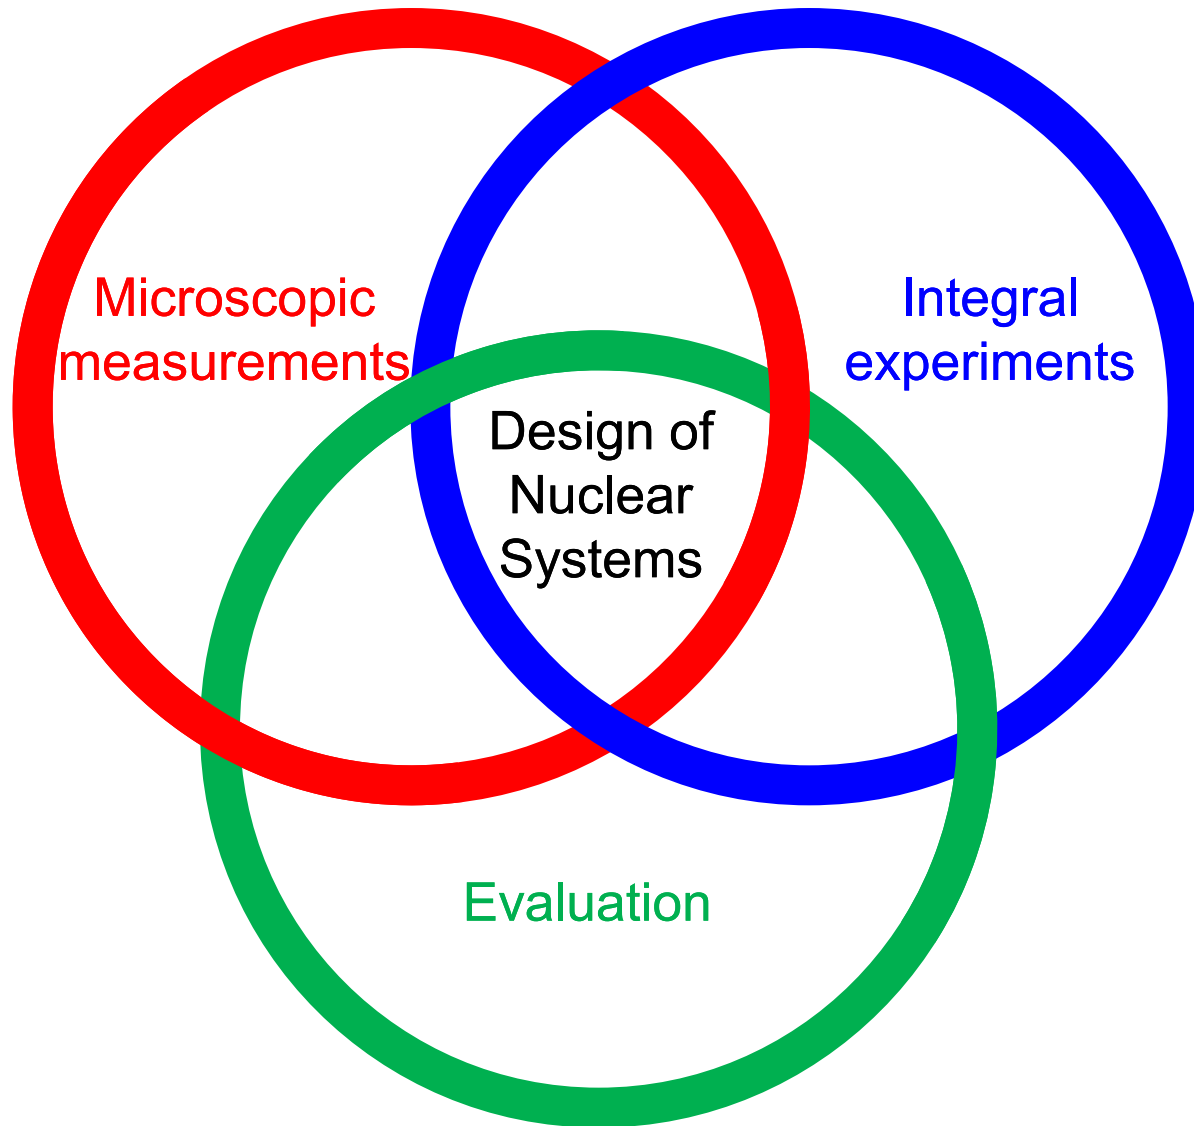 Microscopic
measurements
Integral
experiments
Design of
Nuclear
Systems
Evaluation